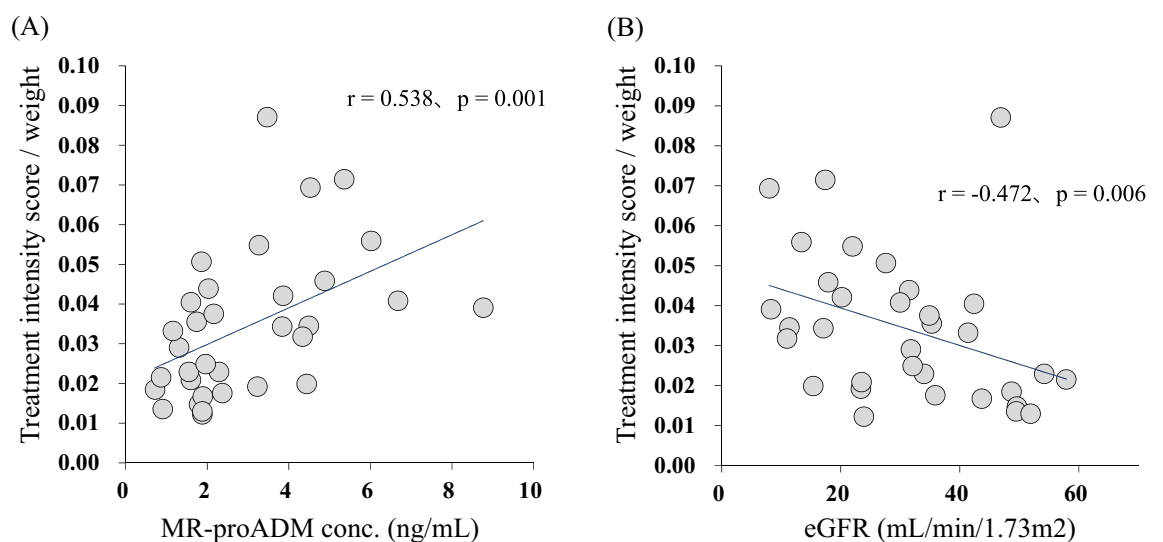 (A)
Treatment intensity score / weight
0.10
0.09
0.08
0.07
0.06
0.05
0.04
0.03
0.02
0.01
0.00
r = 0.538、p = 0.001
0 2 4 6 8 10
MR-proADM conc. (ng/mL)
(B)
Treatment intensity score / weight
0.10
0.09
0.08
0.07
0.06
0.05
0.04
0.03
0.02
0.01
0.00
r = -0.472、p = 0.006
0 20 40 60
eGFR (mL/min/1.73m2)